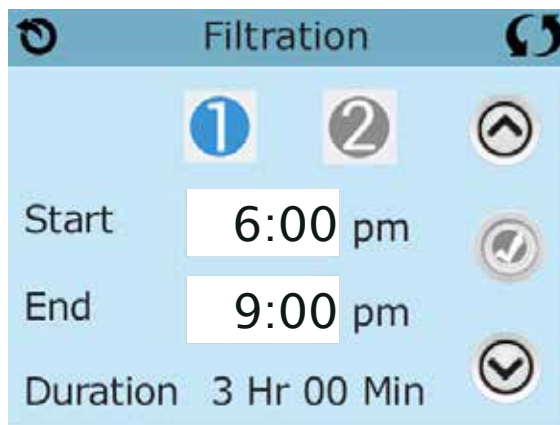 Filtration
1 2
Start 6:00 pm
End 9:00 pm
Duration 3 Hr 00 Min